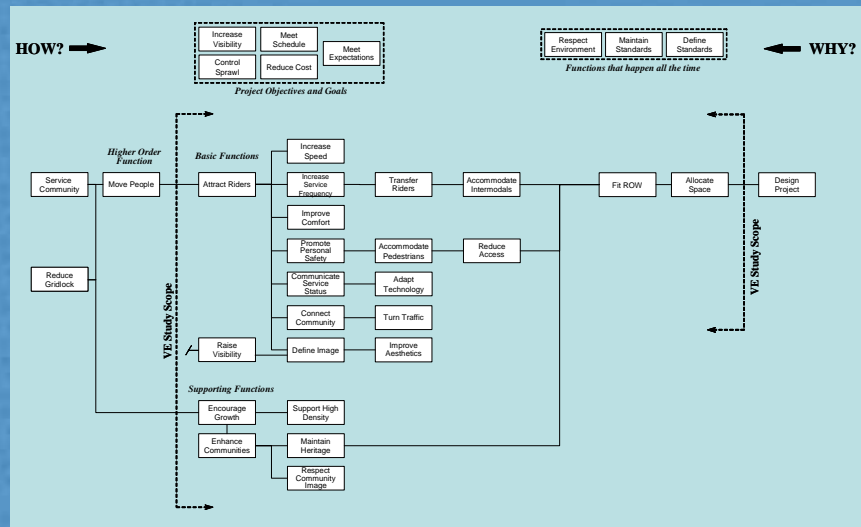 HOW?
Increase
Visibility
Meet
Schedule
Control
Sprawl
Reduce Cost
Meet
Expectations
Project Objectives and Goals
Respect
Environment
Maintain
Standards
Define
Standards
Functions that happen all the time
WHY?
Higher Order
Function
Basic Functions
Increase
Speed
Service
Community
Move People
Attract Riders
Increase
Service
Frequency
Transfer
Riders
Accommodate
Intermodals
Fit ROW
Allocate
Space
Design
Project
Improve
Comfort
Promote
Personal
Safety
Accommodate
Pedestrians
Reduce
Access
Reduce
Gridlock
Communicate
Service
Status
Adapt
Technology
Connect
Community
Turn Traffic
Raise
Visibility
Define Image
Improve
Aesthetics
VE Study Scope
VE Study Scope
Supporting Functions
Encourage
Growth
Support High
Density
Enhance
Communities
Maintain
Heritage
Respect
Community
Image